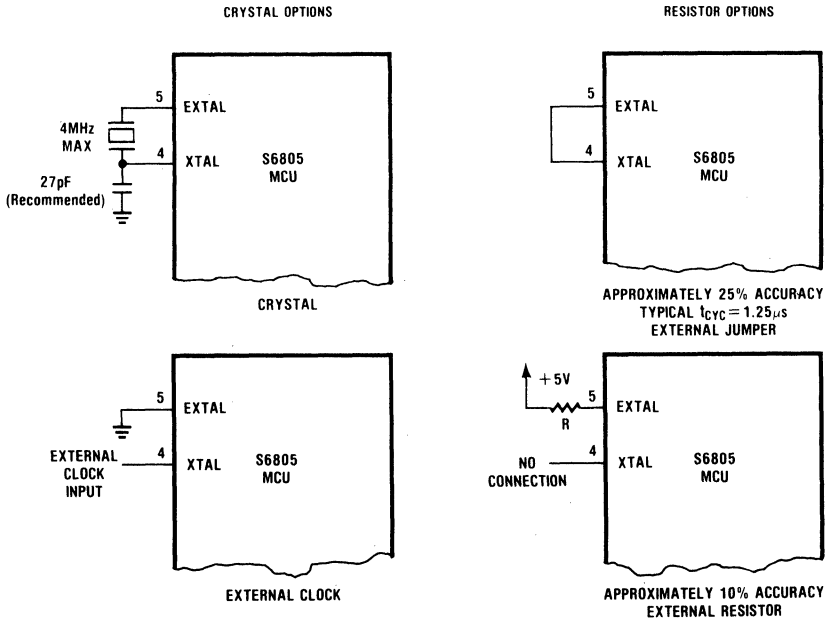 CRYSTAL OPTIONS
5
EXTAL
4MHz
MAX
4
XTAL
S6805
MCU
27pF
(Recommended)
CRYSTAL
5
EXTAL
EXTERNAL
CLOCK
INPUT
4
XTAL
S6805
MCU
EXTERNAL CLOCK
RESISTOR OPTIONS
5
EXTAL
4
XTAL
S6805
MCU
APPROXIMATELY 25% ACCURACY
TYPICAL tCYC=1.25μs
EXTERNAL JUMPER
+5V
5
R
EXTAL
4
NO
CONNECTION
XTAL
S6805
MCU
APPROXIMATELY 10% ACCURACY
EXTERNAL RESISTOR